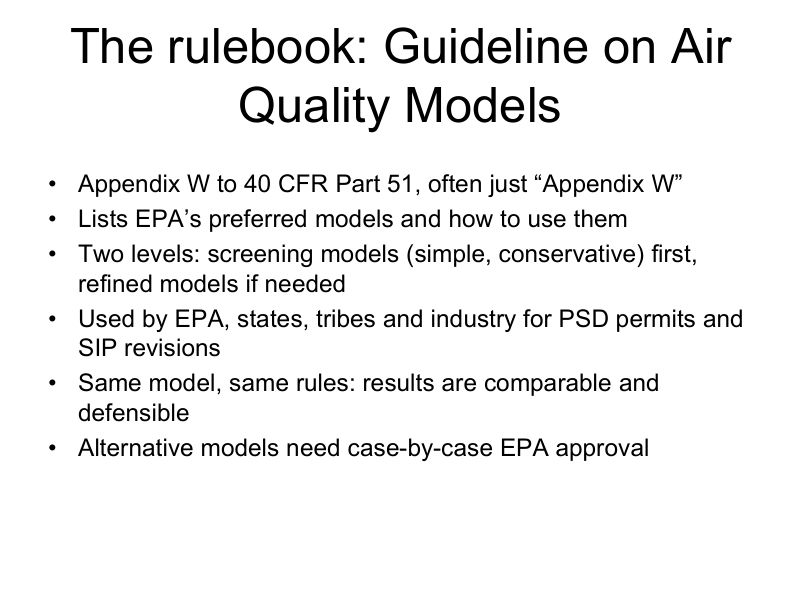 The rulebook: Guideline on Air
Quality Models
• Appendix W to 40 CFR Part 51, often just “Appendix W”
• Lists EPA’s preferred models and how to use them
• Two levels: screening models (simple, conservative) first,
refined models if needed
• Used by EPA, states, tribes and industry for PSD permits and
SIP revisions
• Same model, same rules: results are comparable and
defensible
• Alternative models need case-by-case EPA approval